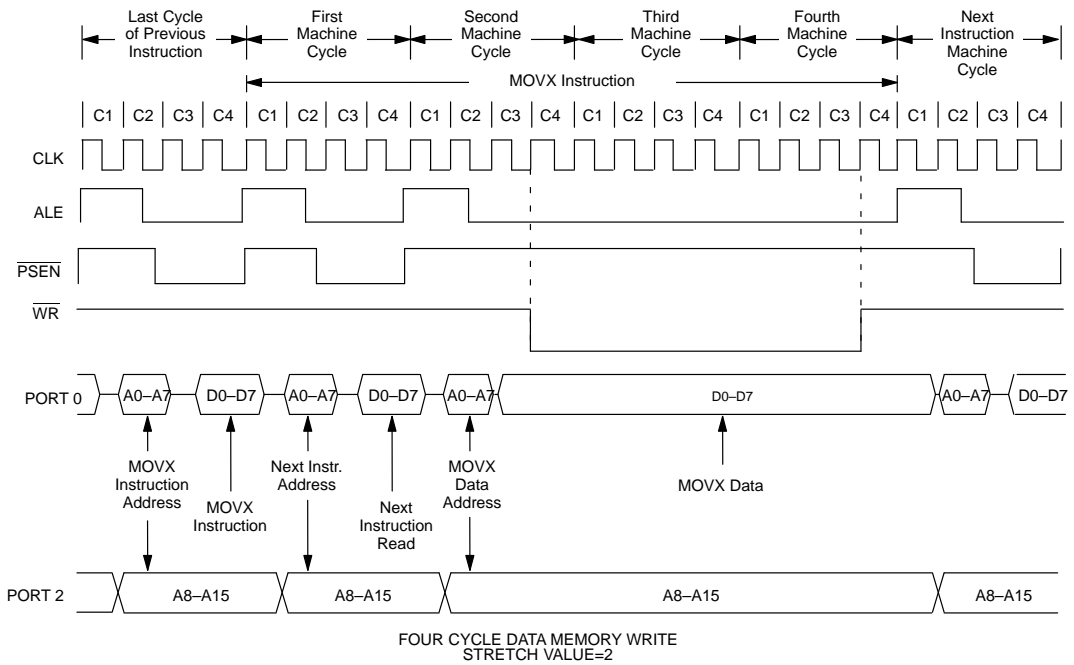 Last Cycle of Previous Instruction
First Machine Cycle
Second Machine Cycle
Third Machine Cycle
Fourth Machine Cycle
Next Instruction Machine Cycle
MOVX Instruction
C1 C2 C3 C4 C1 C2 C3 C4 C1 C2 C3 C4 C1 C2 C3 C4 C1 C2 C3 C4 C1 C2 C3 C4
CLK
ALE
PSEN
WR
PORT 0
A0–A7 D0–D7 A0–A7 D0–D7 A0–A7 D0–D7 A0–A7 D0–D7
MOVX Instruction Address
MOVX Instruction
Next Instr. Address
Next Instruction Read
MOVX Data Address
MOVX Data
PORT 2
A8–A15 A8–A15 A8–A15 A8–A15
FOUR CYCLE DATA MEMORY WRITE
STRETCH VALUE=2